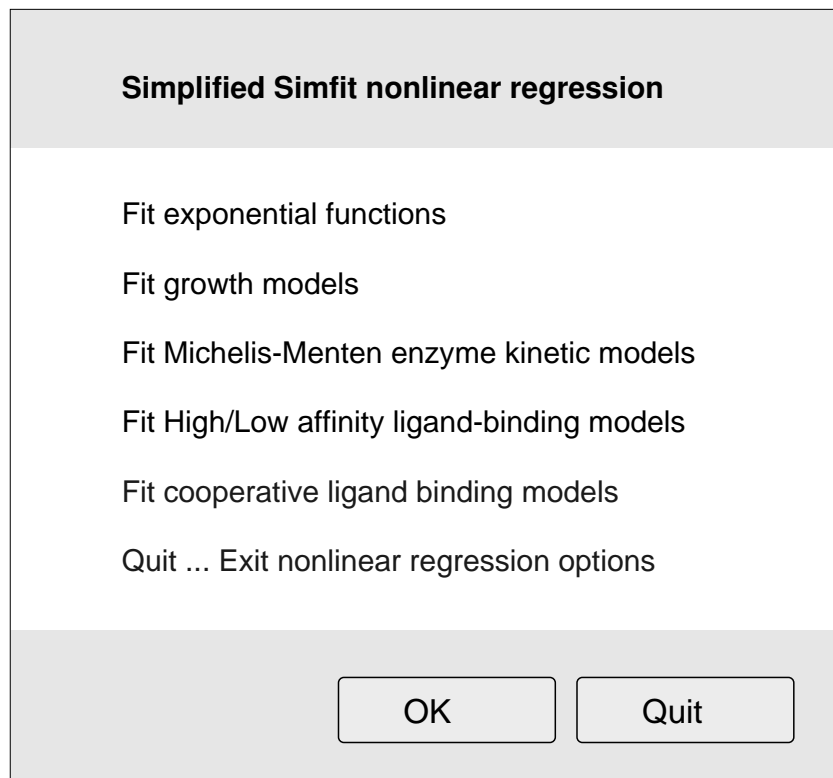 Simplified Simfit nonlinear regression
Fit exponential functions
Fit growth models
Fit Michelis-Menten enzyme kinetic models
Fit High/Low affinity ligand-binding models
Fit cooperative ligand binding models
Quit ... Exit nonlinear regression options
OK
Quit